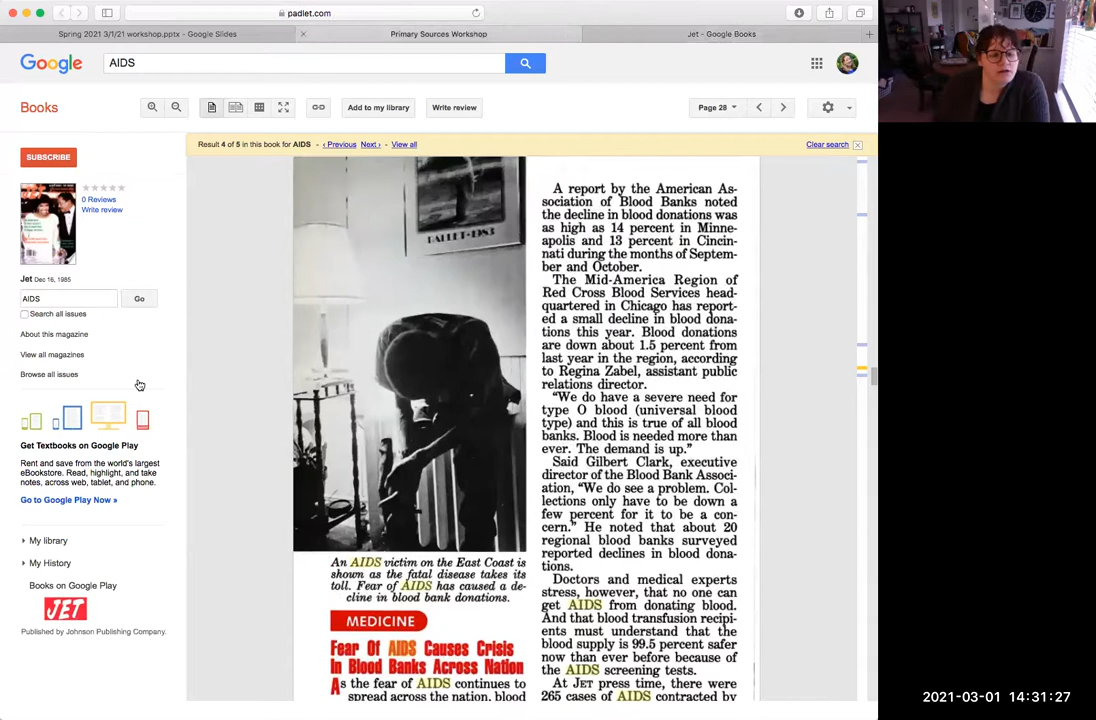 padlet.com
Spring 2021 3/1/21 workshop.pptx - Google Slides
Primary Sources Workshop
Jet - Google Books
Google
AIDS
Books
Add to my library
Write review
Page 28
Result 4 of 5 in this book for AIDS - ‹ Previous Next › - View all
Clear search
SUBSCRIBE
0 Reviews
Write review
Jet Dec 16, 1985
AIDS
Go
Search all issues
About this magazine
View all magazines
Browse all issues
Get Textbooks on Google Play
Rent and save from the world's largest
eBookstore. Read, highlight, and take
notes, across web, tablet, and phone.
Go to Google Play Now »
My library
My History
Books on Google Play
JET
Published by Johnson Publishing Company.
PALLET-1983
An AIDS victim on the East Coast is
shown as the fatal disease takes its
toll. Fear of AIDS has caused a de-
cline in blood bank donations.
MEDICINE
Fear Of AIDS Causes Crisis
In Blood Banks Across Nation
As the fear of AIDS continues to
spread across the nation, blood
A report by the American As-
sociation of Blood Banks noted
the decline in blood donations was
as high as 14 percent in Minne-
apolis and 13 percent in Cincin-
nati during the months of Septem-
ber and October.
The Mid-America Region of
Red Cross Blood Services head-
quartered in Chicago has report-
ed a small decline in blood dona-
tions this year. Blood donations
are down about 1.5 percent from
last year in the region, according
to Regina Zabel, assistant public
relations director.
"We do have a severe need for
type O blood (universal blood
type) and this is true of all blood
banks. Blood is needed more than
ever. The demand is up."
Said Gilbert Clark, executive
director of the Blood Bank Associ-
ation, "We do see a problem. Col-
lections only have to be down a
few percent for it to be a con-
cern." He noted that about 20
regional blood banks surveyed
reported declines in blood dona-
tions.
Doctors and medical experts
stress, however, that no one can
get AIDS from donating blood.
And that blood transfusion recipi-
ents must understand that the
blood supply is 99.5 percent safer
now than ever before because of
the AIDS screening tests.
At JET press time, there were
265 cases of AIDS contracted by
2021-03-01 14:31:27